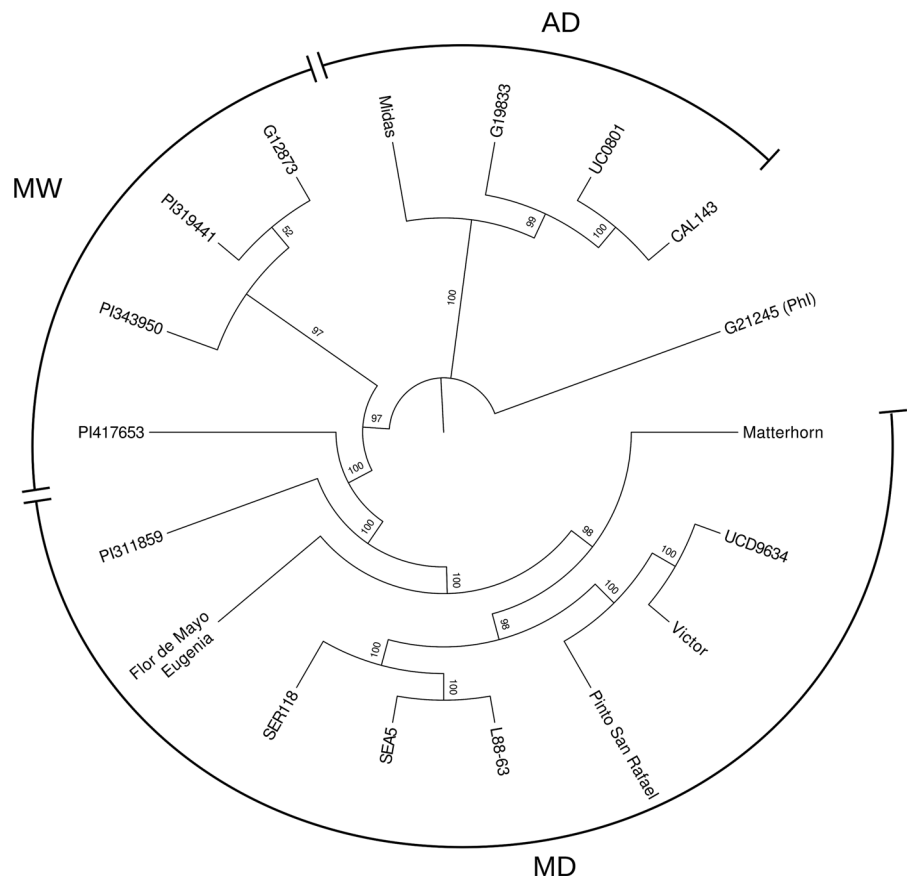 AD
MW
MD
Midas
G19833
UC0801
CAL143
G21245 (PhI)
Matterhorn
UCD9634
Victor
Pinto San Rafael
L88-63
SEA5
SER118
Flor de Mayo
Eugenia
PI311859
PI417653
PI343950
PI319441
G12873
52
97
97
100
99
100
100
100
100
98
98
100
100
100
100